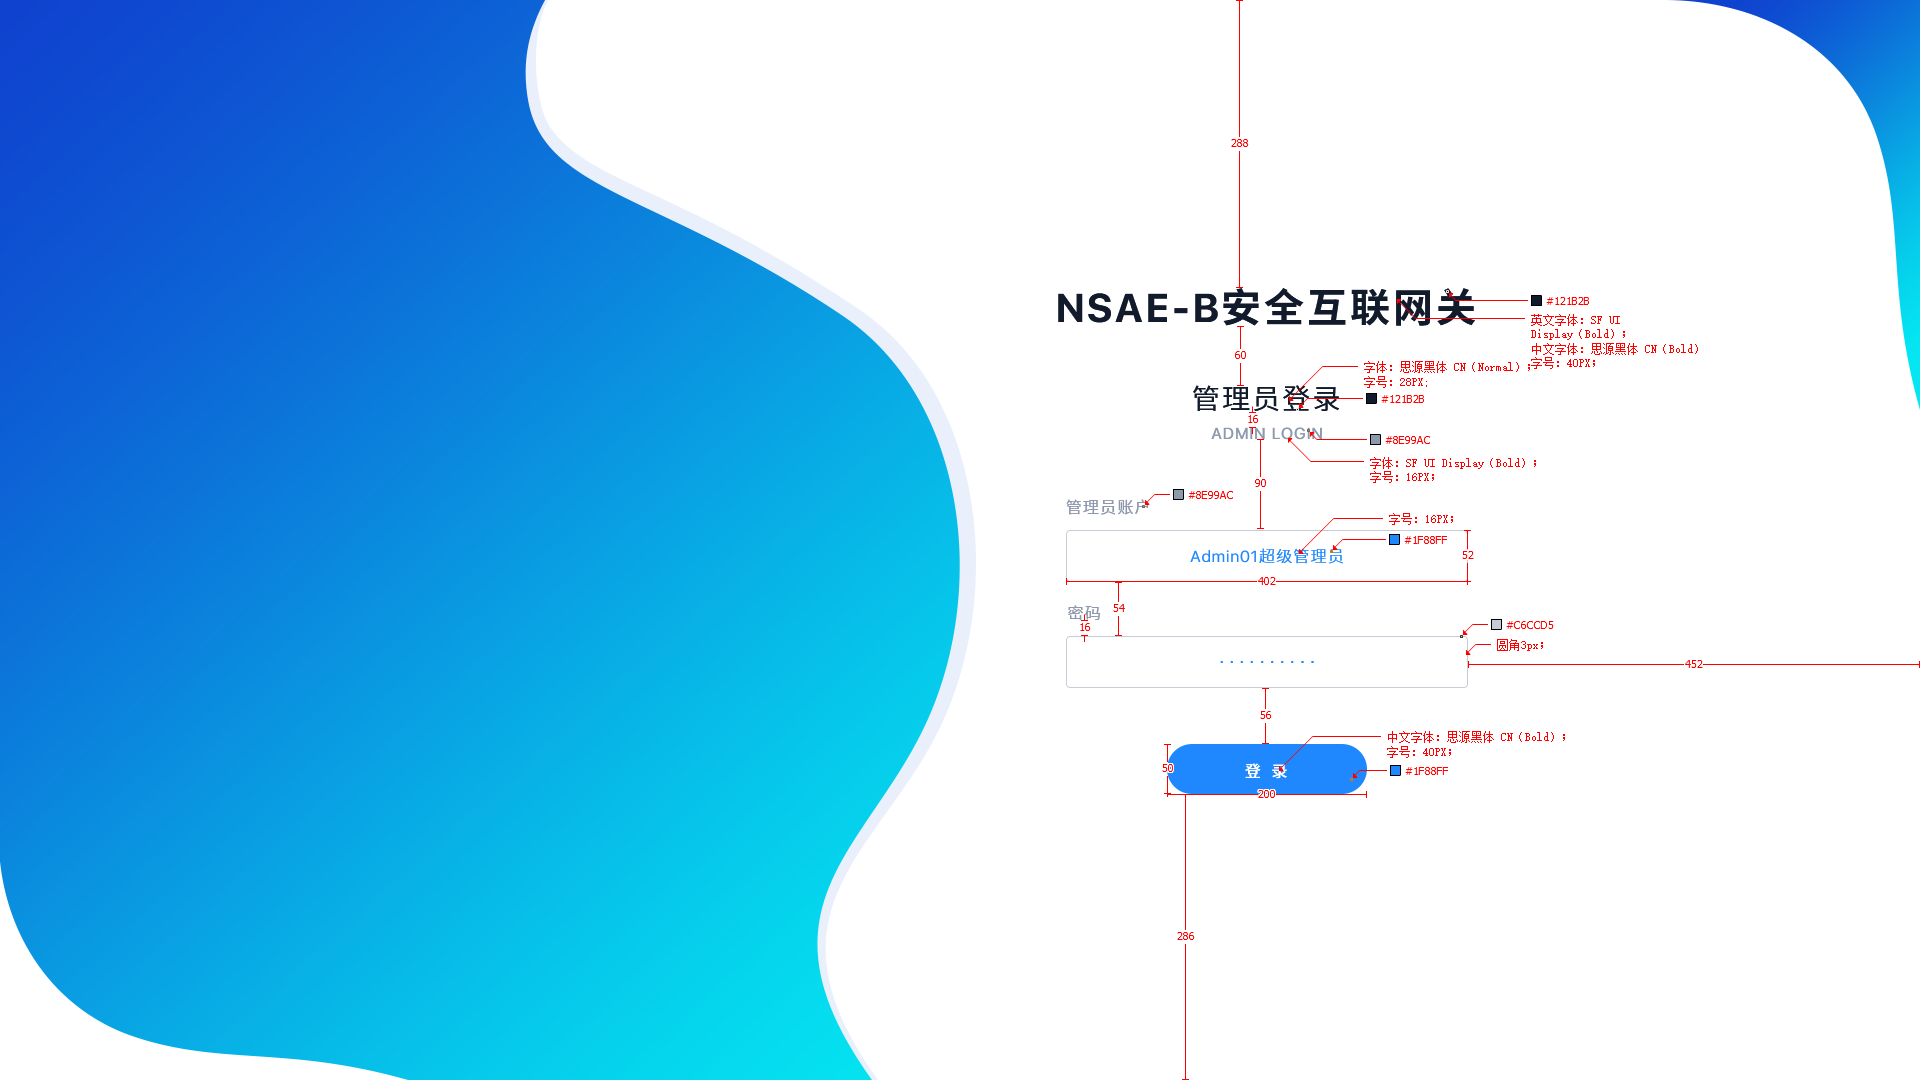 288
NSAE-B安全互联网关
#121B2B
英文字体：SF UI
Display（Bold）；
中文字体：思源黑体 CN（Bold）
字号：40PX；
60
字体：思源黑体 CN（Normal）；
字号：28PX；
管理员登录
#121B2B
16
ADMIN LOGIN
#8E99AC
字体：SF UI Display（Bold）；
字号：16PX；
90
#8E99AC
管理员账户
字号：16PX；
#1F88FF
Admin01超级管理员
52
402
54
密码
16
#C6CCD5
圆角3px；
..........
452
56
中文字体：思源黑体 CN（Bold）；
字号：40PX；
50
登 录
#1F88FF
200
286